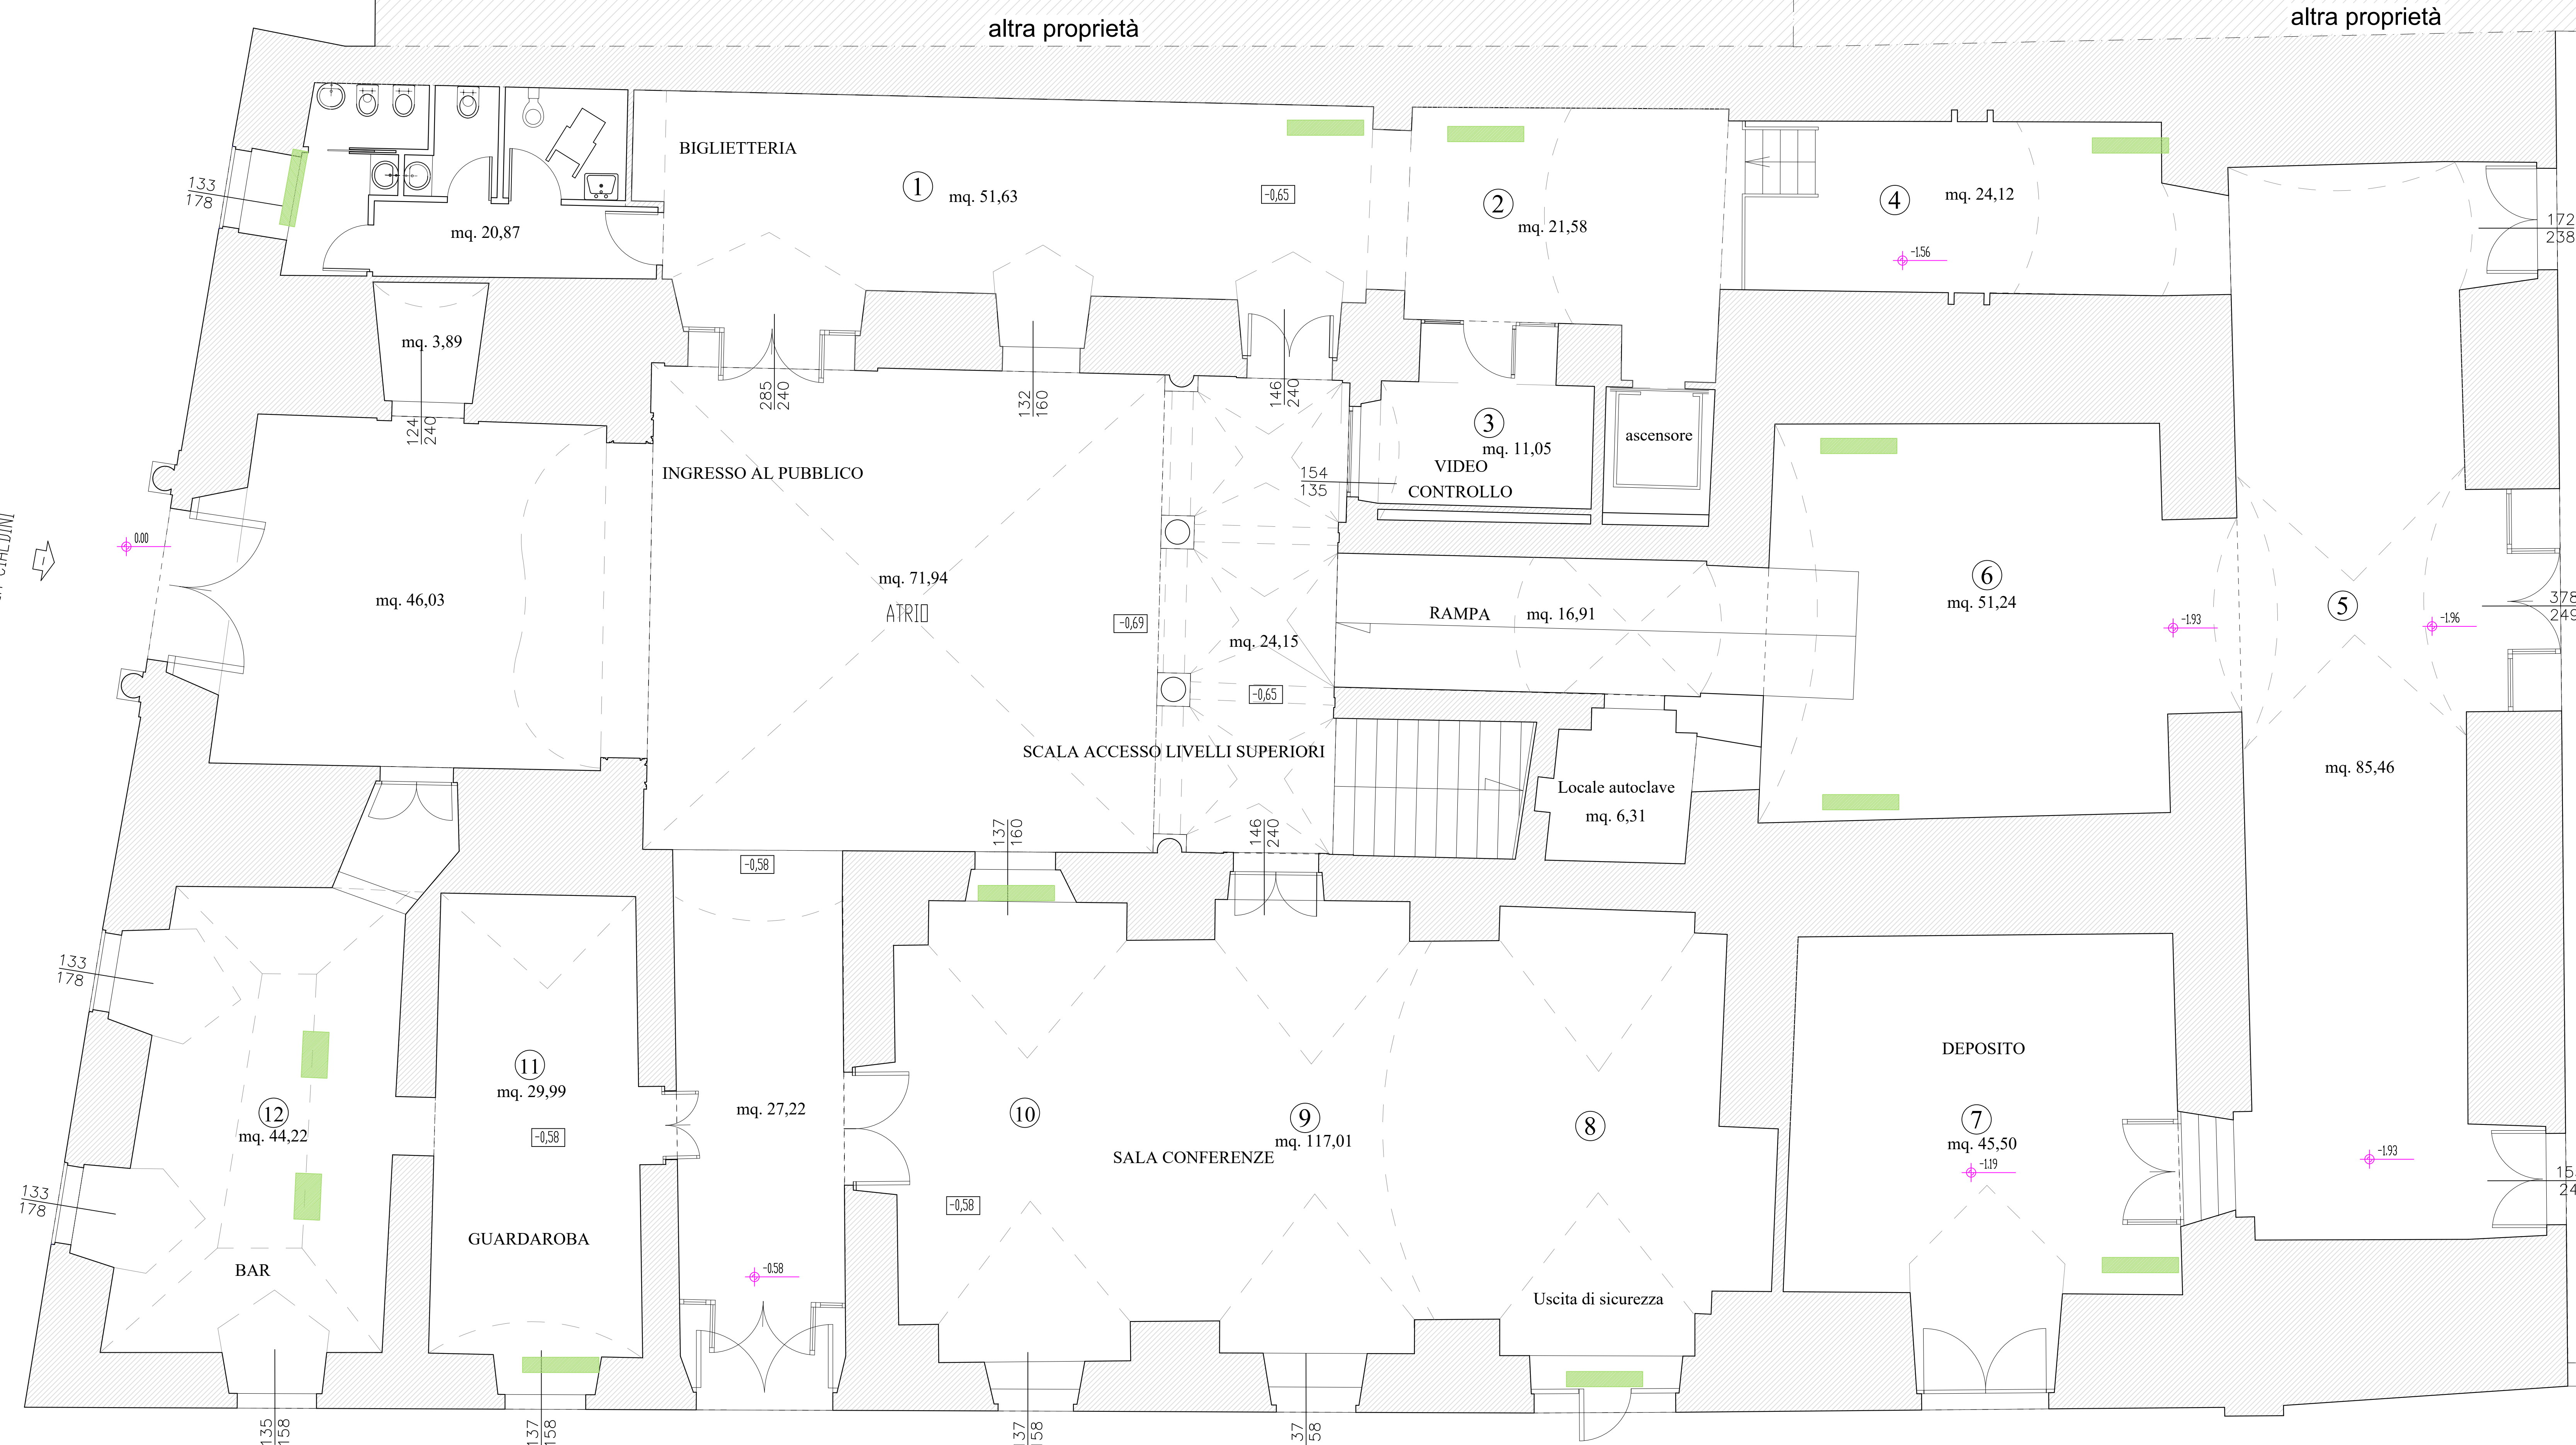 altra proprietà
altra proprietà
BIGLIETTERIA
1
mq. 51,63
-0,65
2
mq. 21,58
4
mq. 24,12
-1.56
133
178
mq. 20,87
172
238
mq. 3,89
124
240
285
240
132
160
146
240
3
mq. 11,05
VIDEO
CONTROLLO
154
135
ascensore
INGRESSO AL PUBBLICO
0.00
mq. 46,03
mq. 71,94
ATRIO
-0,69
mq. 24,15
-0,65
RAMPA
mq. 16,91
6
mq. 51,24
-1.93
5
-1.96
378
249
mq. 85,46
SCALA ACCESSO LIVELLI SUPERIORI
Locale autoclave
mq. 6,31
-0,58
137
160
146
240
133
178
11
mq. 29,99
-0,58
12
mq. 44,22
mq. 27,22
10
9
mq. 117,01
8
SALA CONFERENZE
-0,58
DEPOSITO
7
mq. 45,50
-1.19
-1.93
133
178
GUARDAROBA
BAR
-0.58
Uscita di sicurezza
135
158
137
158